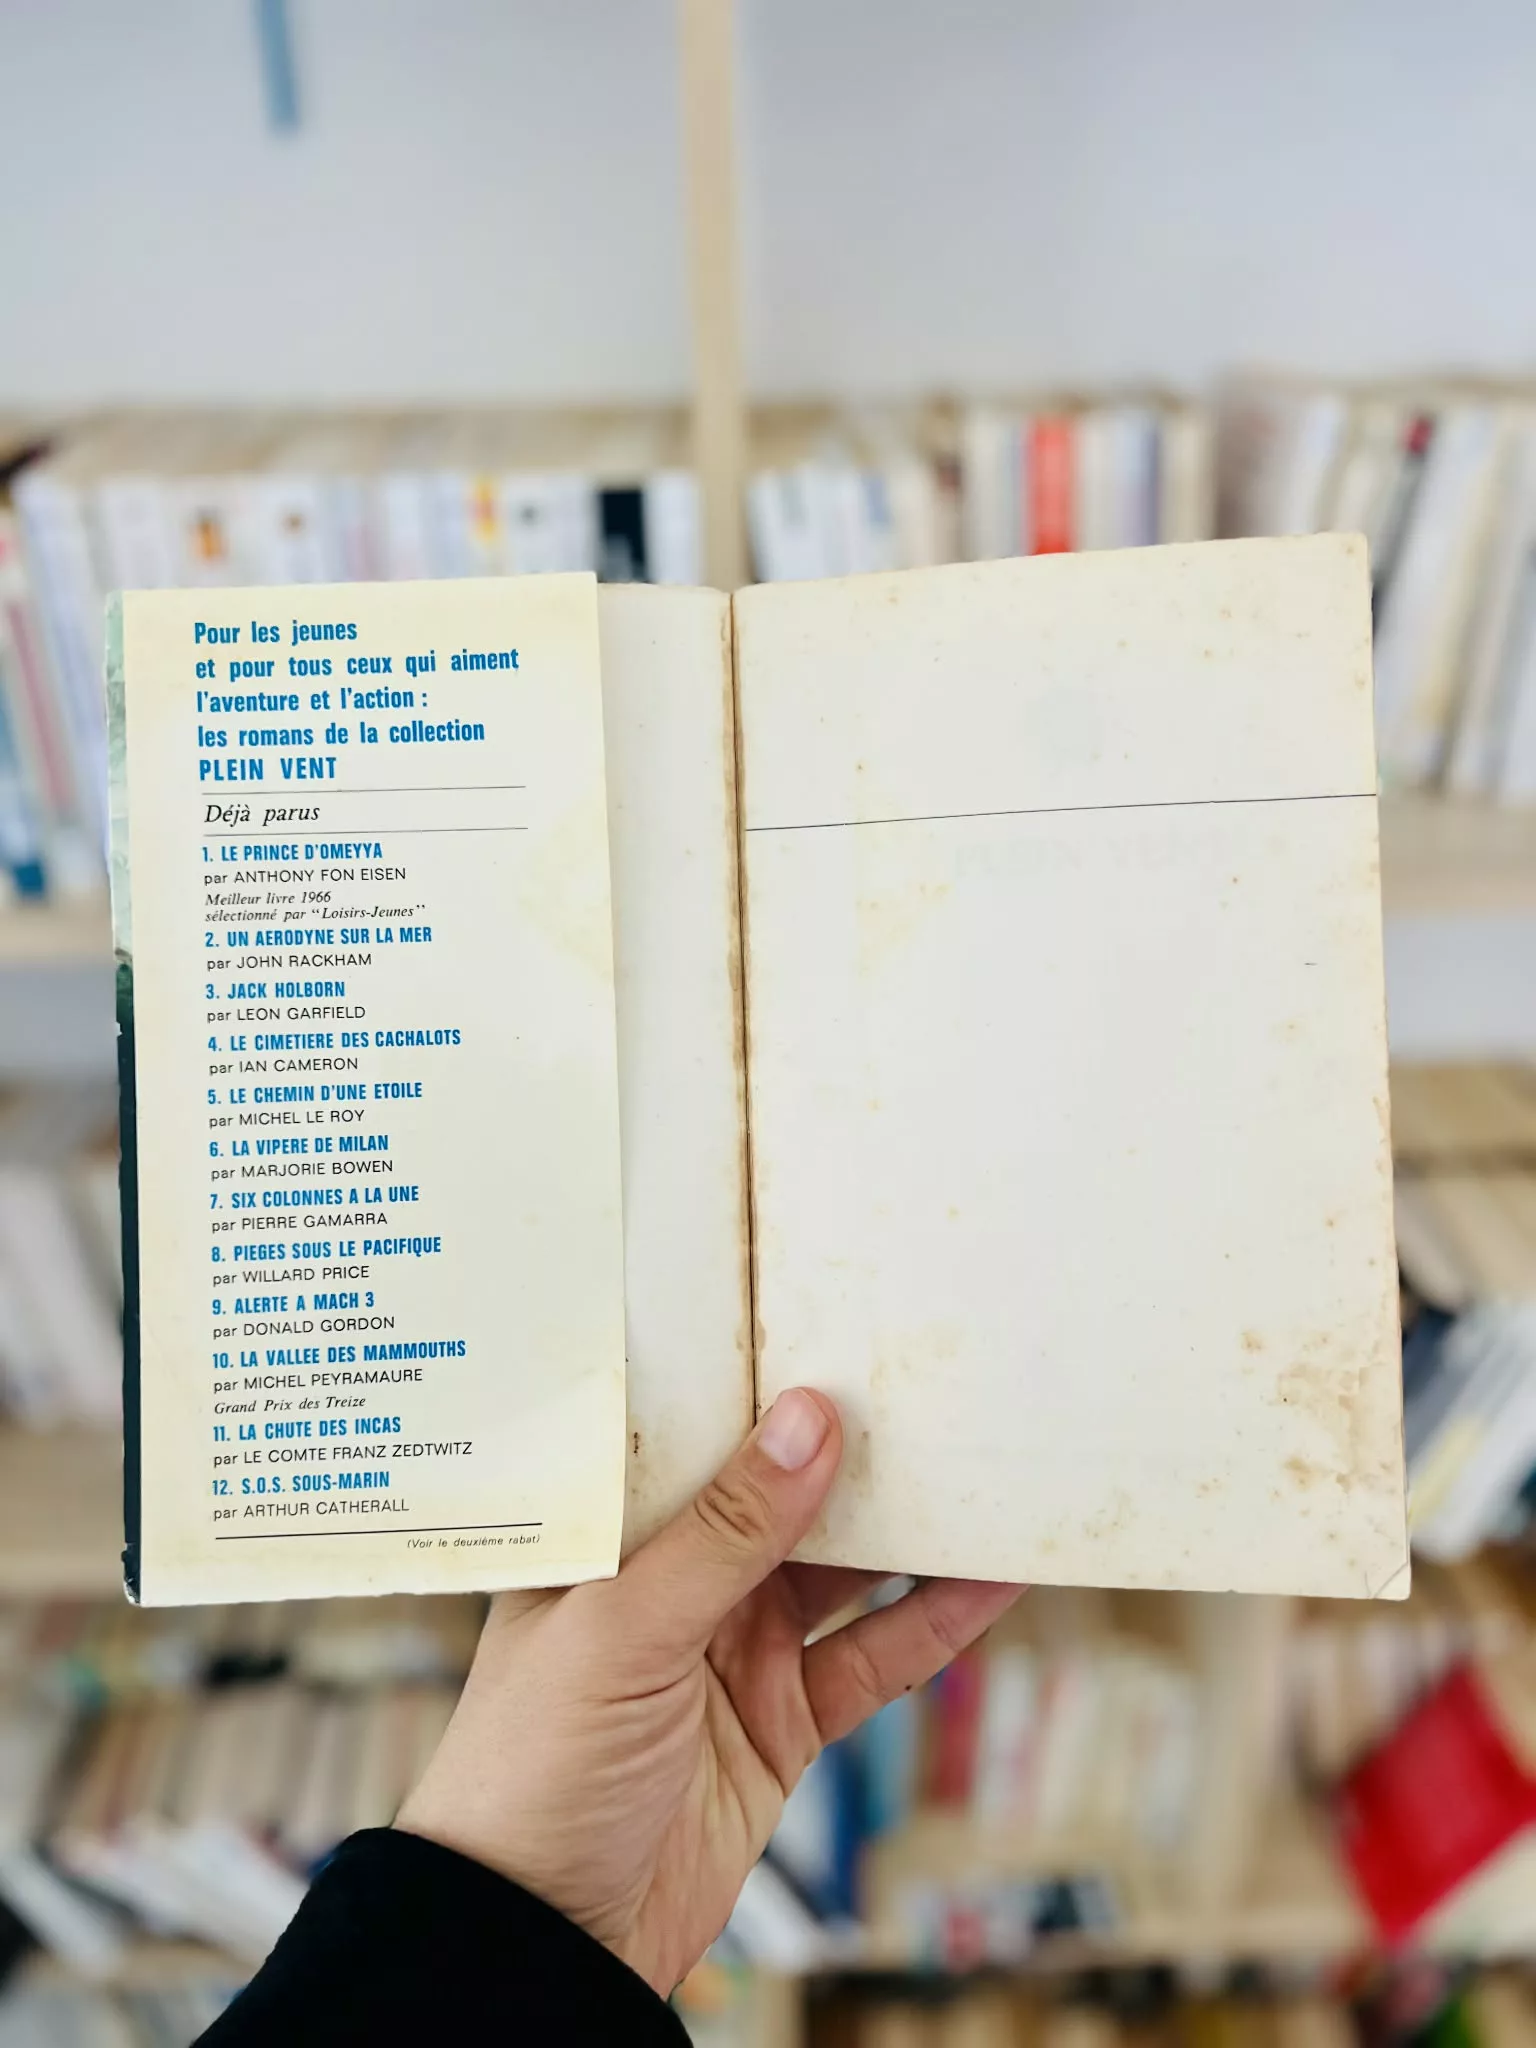 Pour les jeunes
et pour tous ceux qui aiment
l'aventure et l'action :
les romans de la collection
PLEIN VENT
Déjà parus
1. LE PRINCE D'OMEYYA
par ANTHONY FON EISEN
Meilleur livre 1966
sélectionné par "Loisirs-Jeunes"
2. UN AERODYNE SUR LA MER
par JOHN RACKHAM
3. JACK HOLBORN
par LEON GARFIELD
4. LE CIMETIERE DES CACHALOTS
par IAN CAMERON
5. LE CHEMIN D'UNE ETOILE
par MICHEL LE ROY
6. LA VIPERE DE MILAN
par MARJORIE BOWEN
7. SIX COLONNES A LA UNE
par PIERRE GAMARRA
8. PIEGES SOUS LE PACIFIQUE
par WILLARD PRICE
9. ALERTE A MACH 3
par DONALD GORDON
10. LA VALLEE DES MAMMOUTHS
par MICHEL PEYRAMAURE
Grand Prix des Treize
11. LA CHUTE DES INCAS
par LE COMTE FRANZ ZEDTWITZ
12. S.O.S. SOUS-MARIN
par ARTHUR CATHERALL
(Voir le deuxième rabat)